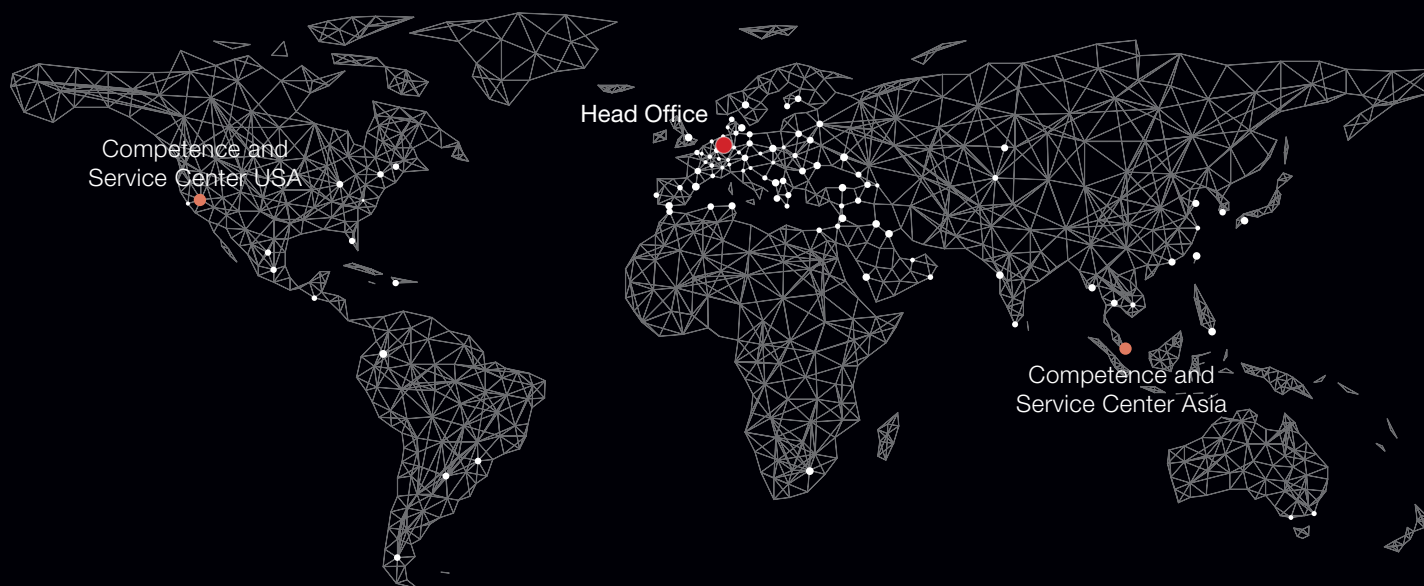 Head Office
Competence and
Service Center USA
Competence and
Service Center Asia